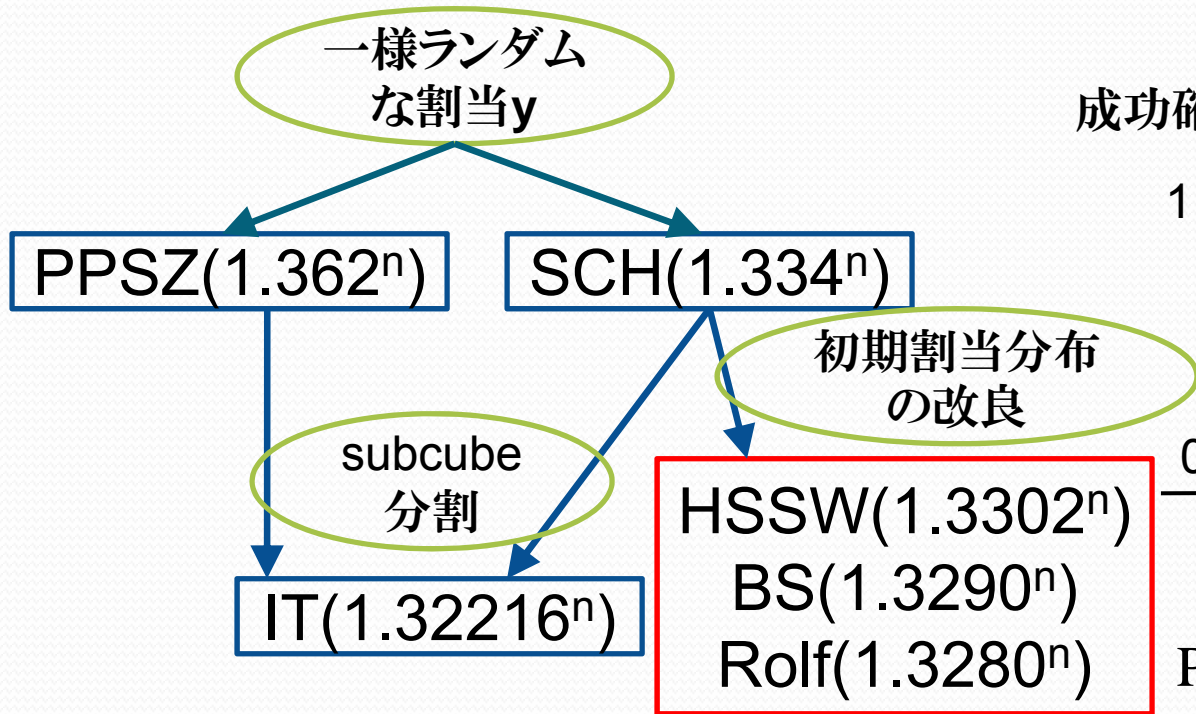 一様ランダム
な割当y
成功確
1
PPSZ(1.362ⁿ)
SCH(1.334ⁿ)
初期割当分布
の改良
subcube
分割
0
HSSW(1.3302ⁿ)
BS(1.3290ⁿ)
Rolf(1.3280ⁿ)
IT(1.32216ⁿ)